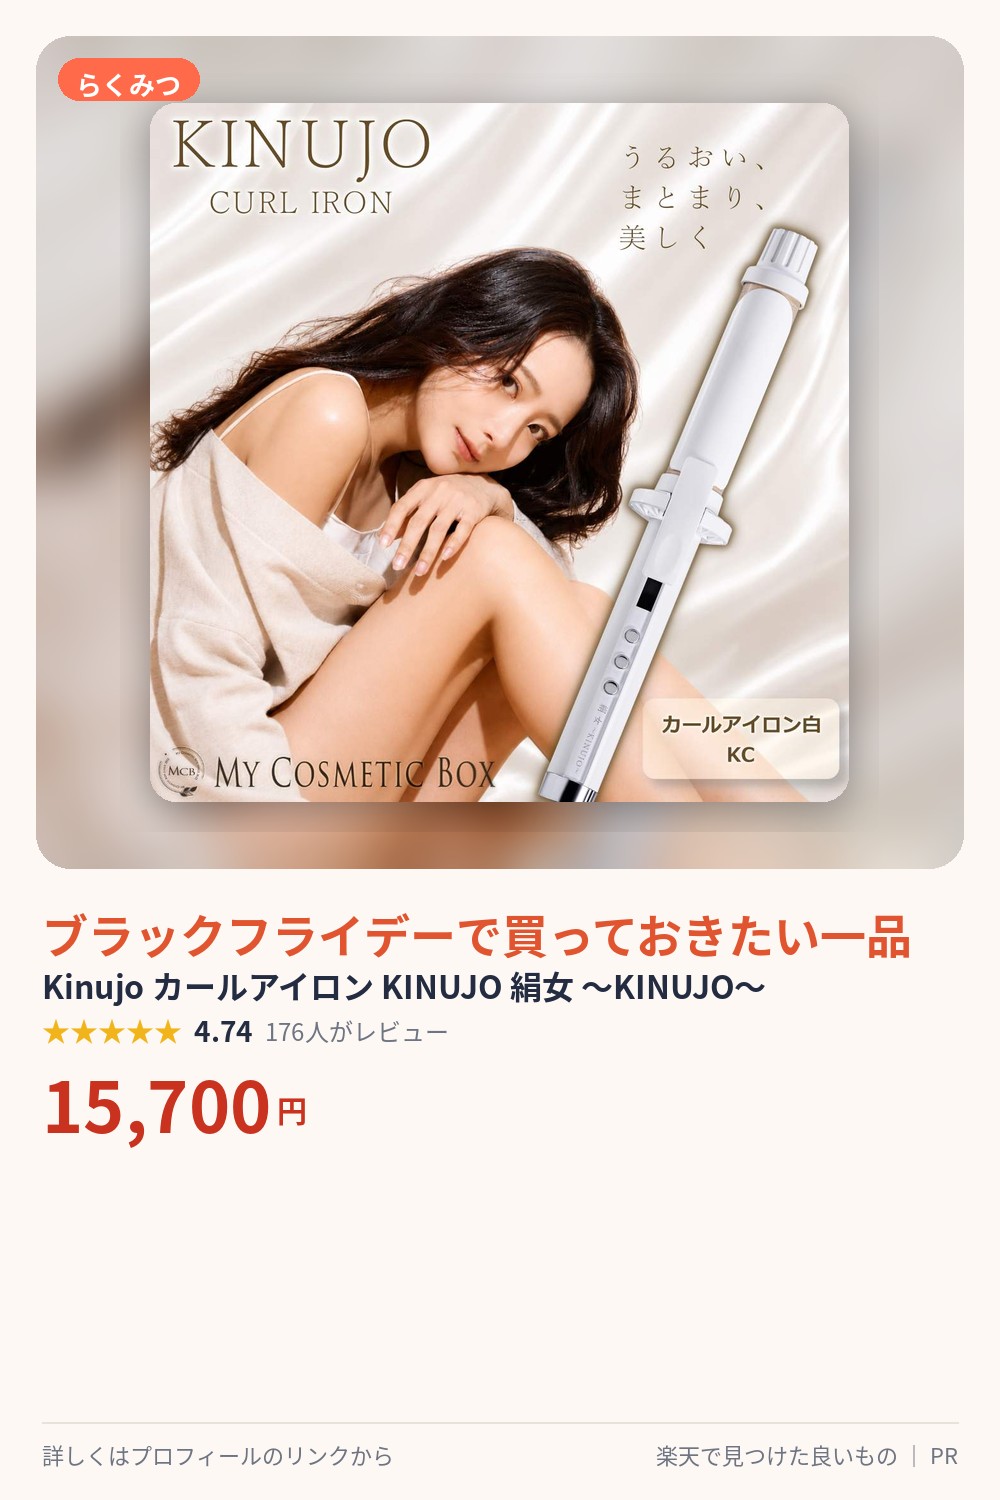 らくみつ
KINUJO
CURL IRON
うるおい、
まとまり、
美しく
絹女~KINUJO~
カールアイロン白
KC
MCB
MY COSMETIC BOX
ブラックフライデーで買っておきたい一品
Kinujo カールアイロン KINUJO 絹女 ～KINUJO～
★★★★★ 4.74 176人がレビュー
15,700円
詳しくはプロフィールのリンクから
楽天で見つけた良いもの | PR